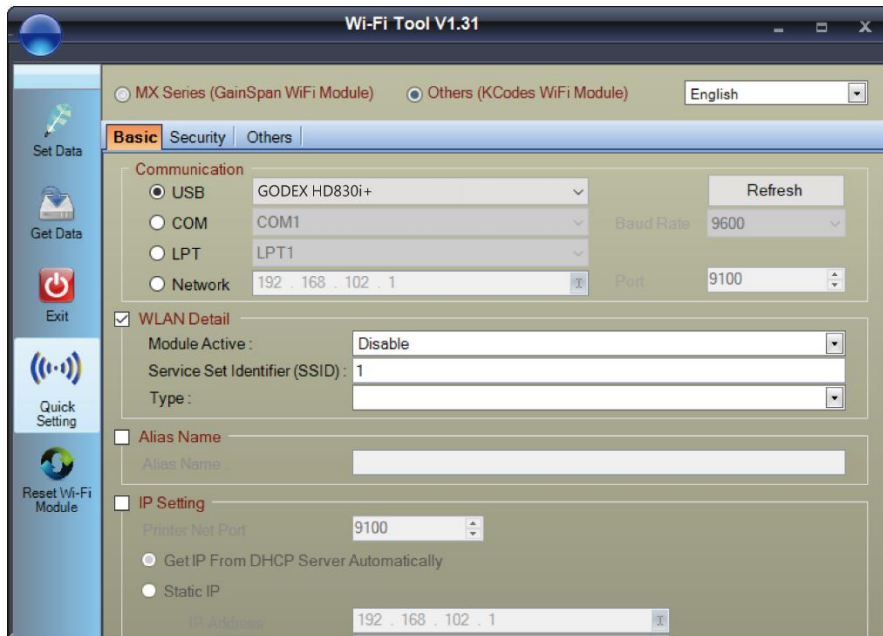 Wi-Fi Tool V1.31
MX Series (GainSpan WiFi Module) Others (KCodes WiFi Module) English
Set Data
Get Data
Exit
Quick
Setting
Reset Wi-Fi
Module
Basic Security Others
Communication
USB GODEX HD830i+ Refresh
COM COM1 Baud Rate 9600
LPT LPT1
Network 192 . 168 . 102 . 1 Port 9100
WLAN Detail
Module Active : Disable
Service Set Identifier (SSID) : 1
Type :
Alias Name
Alias Name :
IP Setting
Printer Net Port 9100
Get IP From DHCP Server Automatically
Static IP
IP Address 192 . 168 . 102 . 1